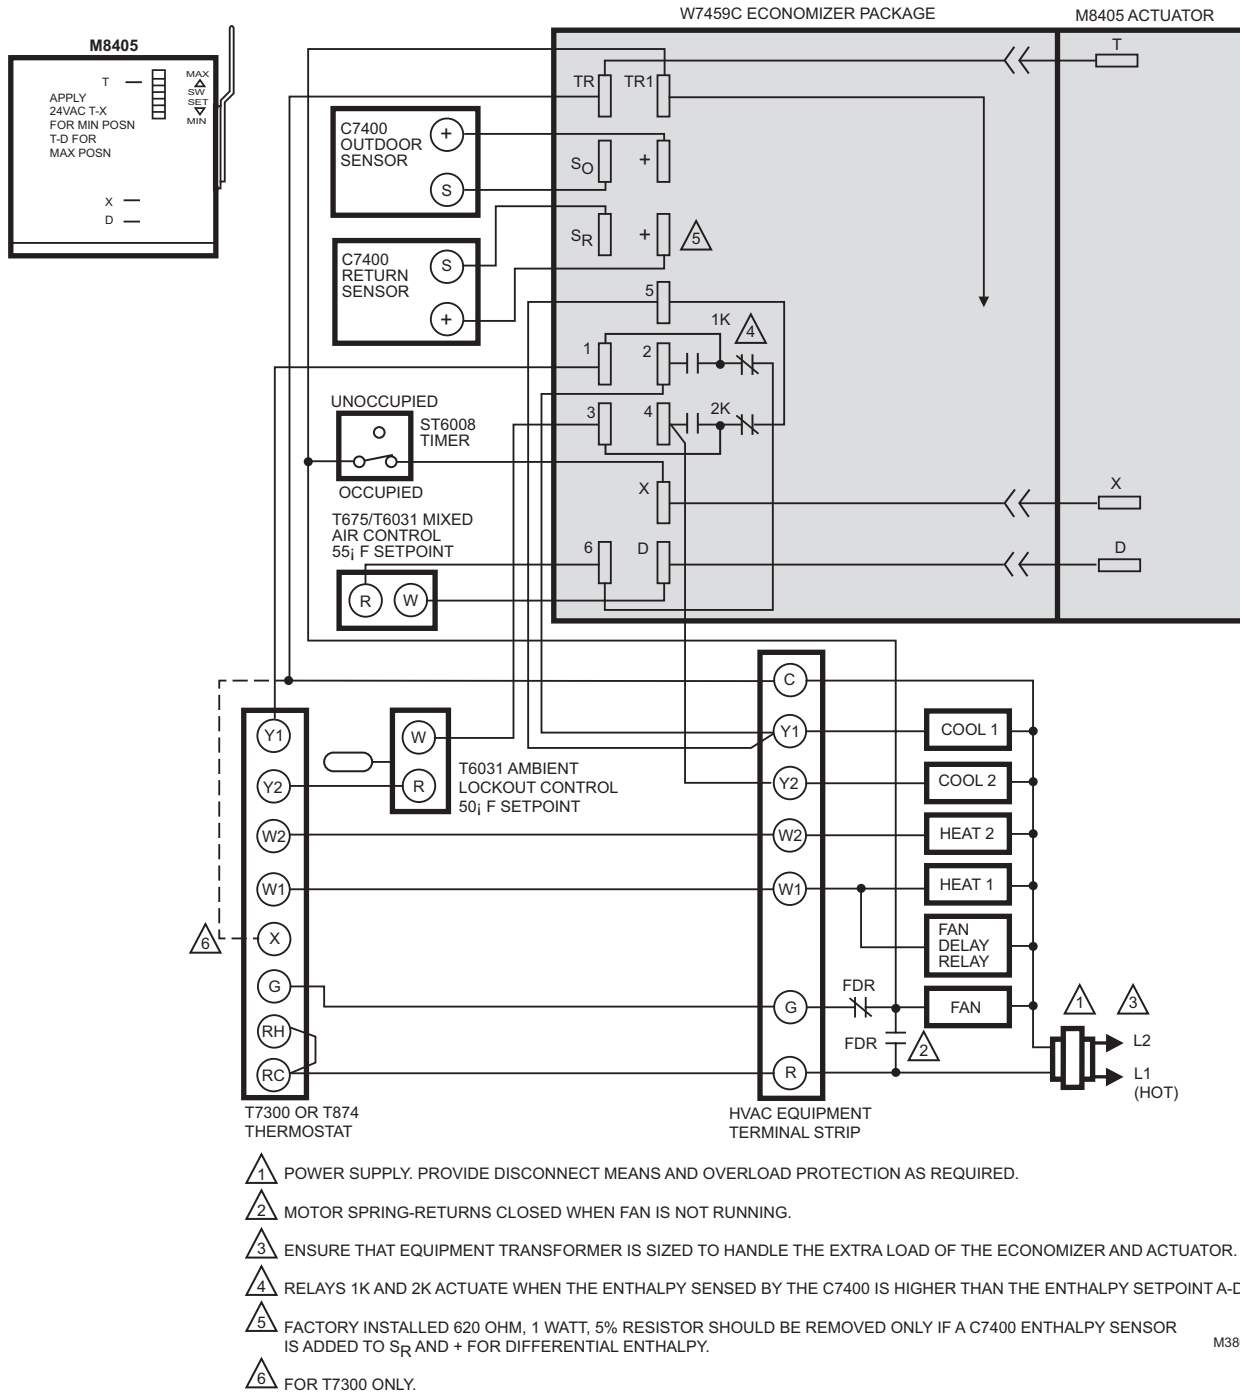 W7459C ECONOMIZER PACKAGE
M8405 ACTUATOR
M8405
T
MAX
SW
SET
MIN
APPLY
24VAC T-X
FOR MIN POSN
T-D FOR
MAX POSN
X
D
T
TR
TR1
C7400
OUTDOOR
SENSOR
+
S
SO
+
C7400
RETURN
SENSOR
S
+
SR
+
5
5
1K
4
1
2
3
4
2K
UNOCCUPIED
ST6008
TIMER
OCCUPIED
X
X
T675/T6031 MIXED
AIR CONTROL
55¡ F SETPOINT
R
W
6
D
D
C
Y1
Y1
COOL 1
W
R
T6031 AMBIENT
LOCKOUT CONTROL
50¡ F SETPOINT
Y2
Y2
COOL 2
W2
W2
HEAT 2
W1
W1
HEAT 1
6
X
FAN
DELAY
RELAY
G
G
FDR
FAN
1
3
RH
FDR
2
L2
RC
R
L1
(HOT)
T7300 OR T874
THERMOSTAT
HVAC EQUIPMENT
TERMINAL STRIP
1 POWER SUPPLY. PROVIDE DISCONNECT MEANS AND OVERLOAD PROTECTION AS REQUIRED.
2 MOTOR SPRING-RETURNS CLOSED WHEN FAN IS NOT RUNNING.
3 ENSURE THAT EQUIPMENT TRANSFORMER IS SIZED TO HANDLE THE EXTRA LOAD OF THE ECONOMIZER AND ACTUATOR.
4 RELAYS 1K AND 2K ACTUATE WHEN THE ENTHALPY SENSED BY THE C7400 IS HIGHER THAN THE ENTHALPY SETPOINT A-D
5 FACTORY INSTALLED 620 OHM, 1 WATT, 5% RESISTOR SHOULD BE REMOVED ONLY IF A C7400 ENTHALPY SENSOR
IS ADDED TO SR AND + FOR DIFFERENTIAL ENTHALPY.
6 FOR T7300 ONLY.